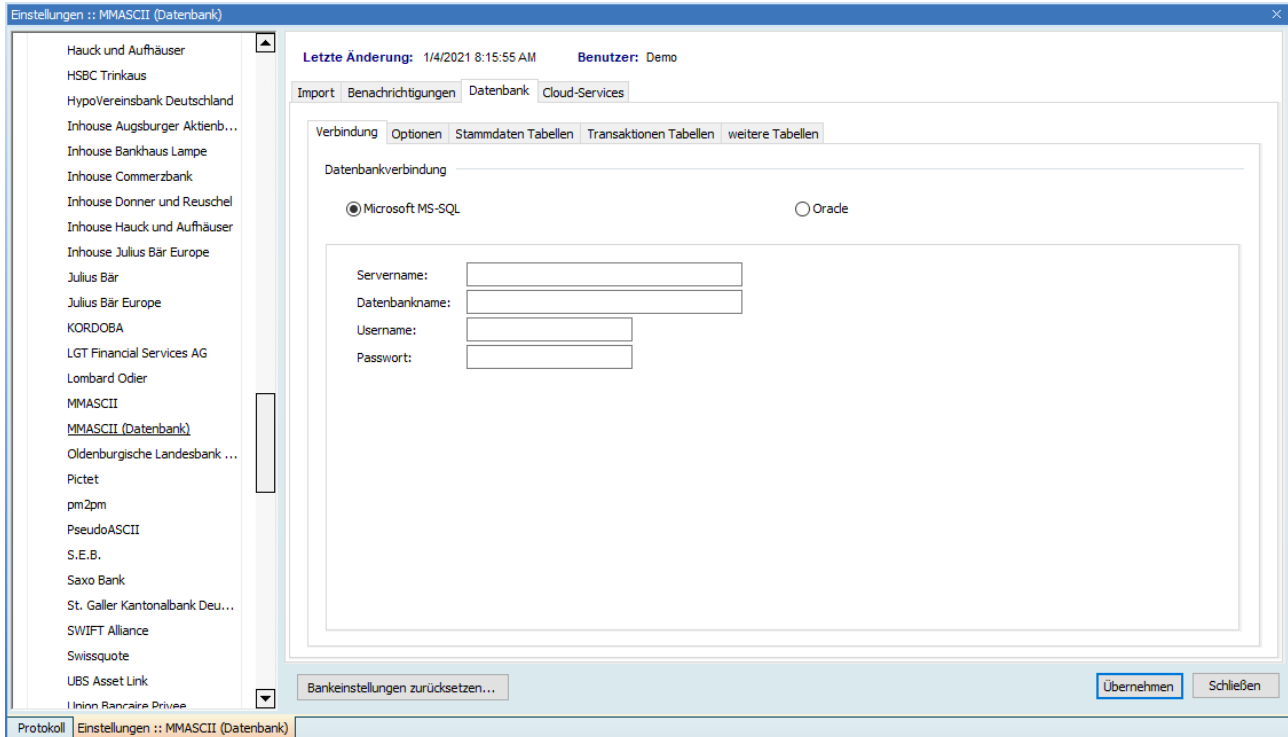 Einstellungen :: MMASCII (Datenbank)
Hauck und Aufhäuser
HSBC Trinkaus
HypoVereinsbank Deutschland
Inhouse Augsburger Aktienb...
Inhouse Bankhaus Lampe
Inhouse Commerzbank
Inhouse Donner und Reuschel
Inhouse Hauck und Aufhäuser
Inhouse Julius Bär Europe
Julius Bär
Julius Bär Europe
KORDOBA
LGT Financial Services AG
Lombard Odier
MMASCII
MMASCII (Datenbank)
Oldenburgische Landesbank ...
Pictet
pm2pm
PseudoASCII
S.E.B.
Saxo Bank
St. Galler Kantonalbank Deu...
SWIFT Alliance
Swissquote
UBS Asset Link
Union Bancaire Privee
Letzte Änderung: 1/4/2021 8:15:55 AM Benutzer: Demo
Import Benachrichtigungen Datenbank Cloud-Services
Verbindung Optionen Stammdaten Tabellen Transaktionen Tabellen weitere Tabellen
Datenbankverbindung
Microsoft MS-SQL Oracle
Servername:
Datenbankname:
Username:
Passwort:
Bankeinstellungen zurücksetzen... Übernehmen Schließen
Protokoll Einstellungen :: MMASCII (Datenbank)